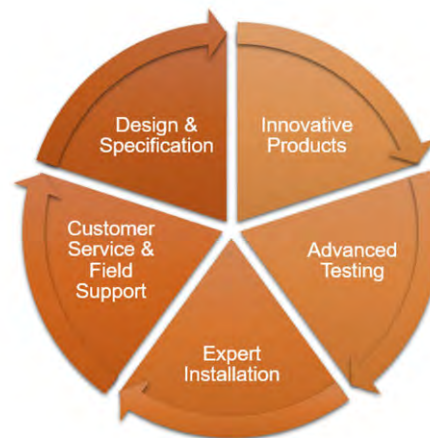 Design &
Specification
Innovative
Products
Advanced
Testing
Expert
Installation
Customer
Service &
Field
Support